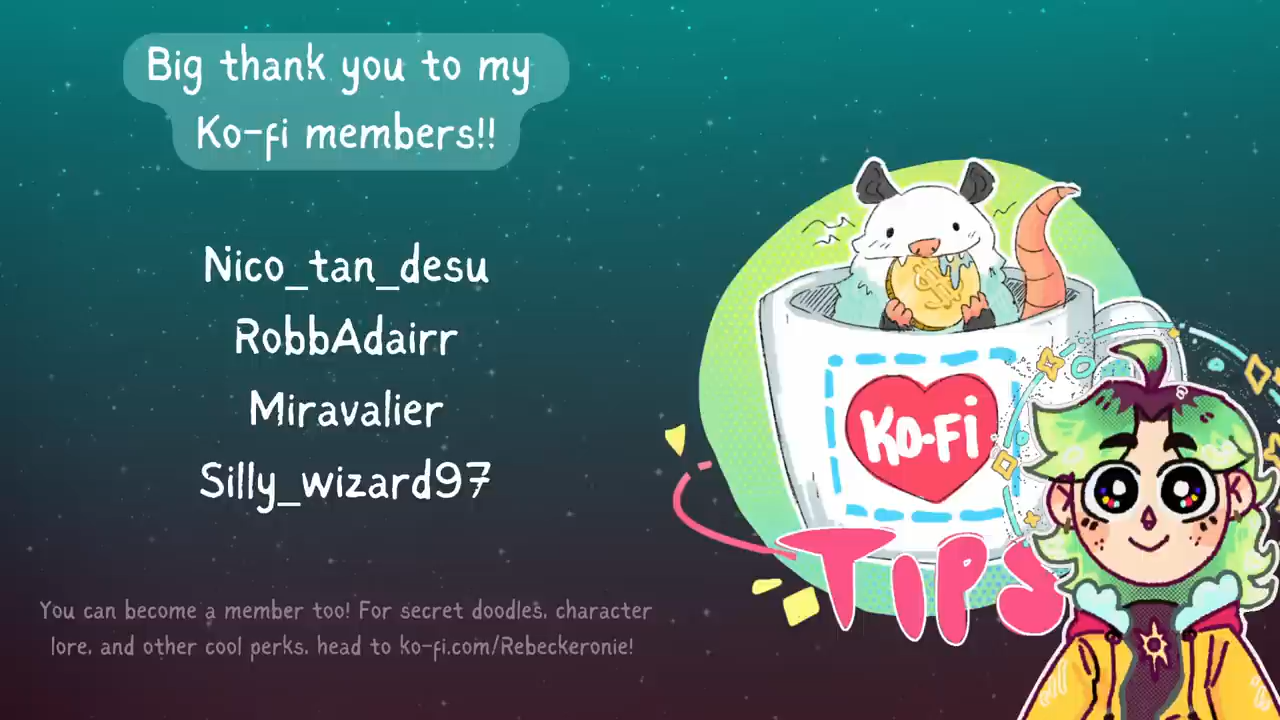 Big thank you to my
Ko-fi members!!
Nico_tan_desu
RobbAdairr
Miravalier
Silly_wizard97
You can become a member too! For secret doodles, character
lore, and other cool perks, head to ko-fi.com/Rebeckeronie!
$
Ko-Fi
TIPS